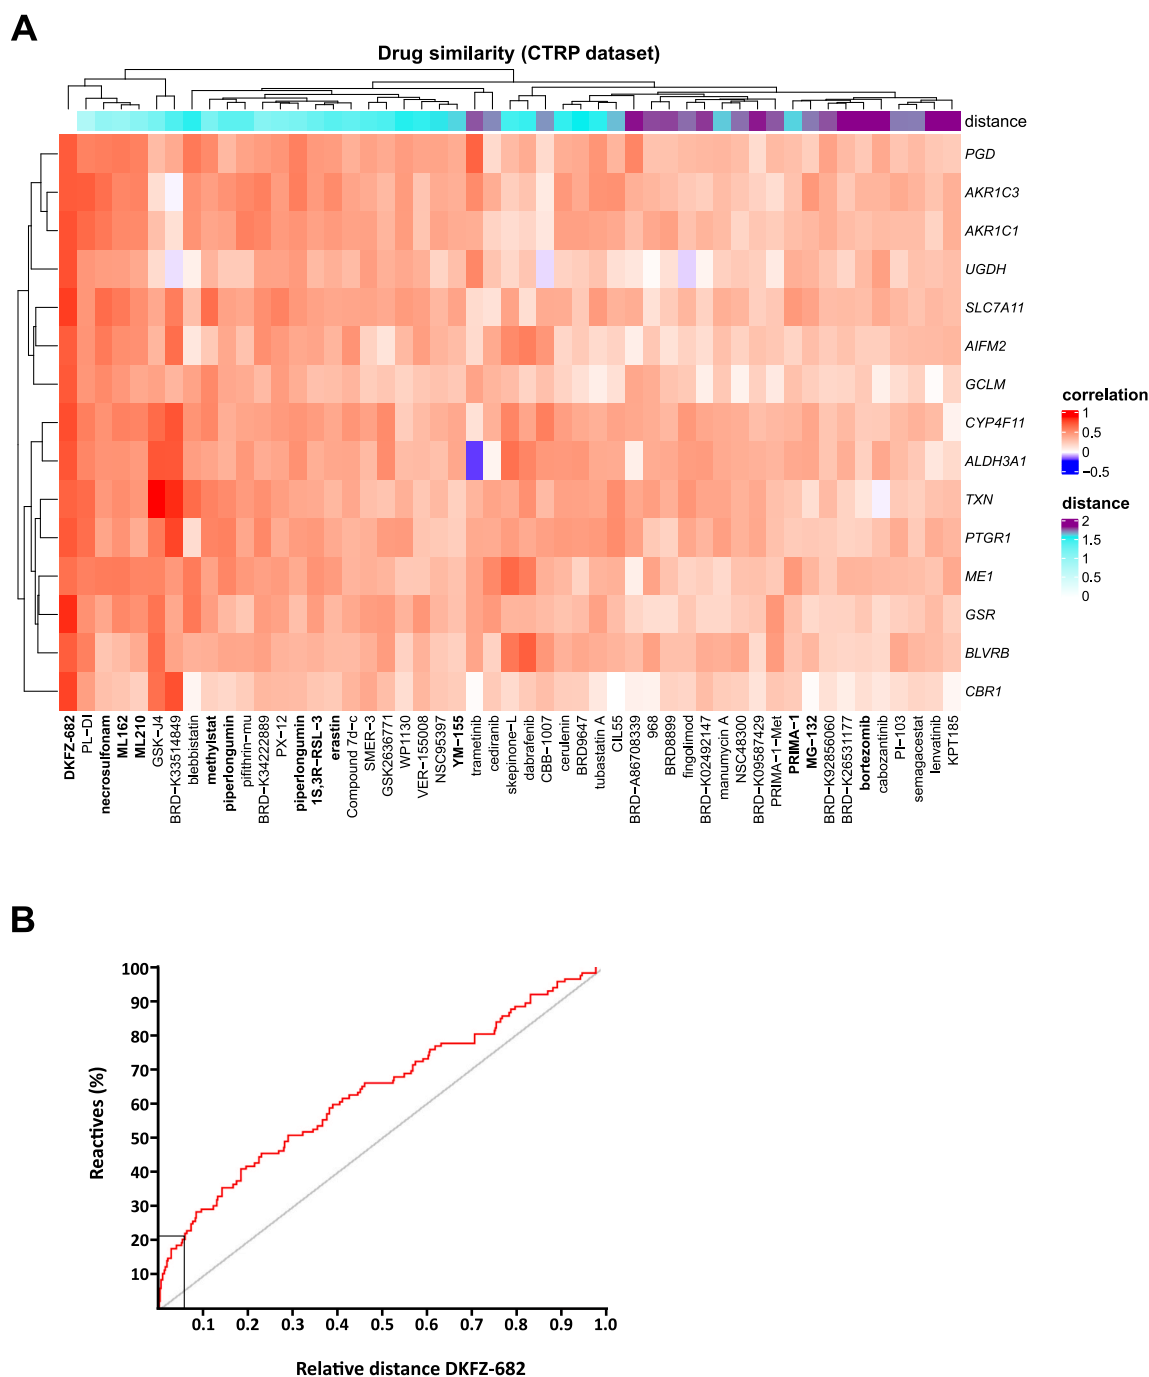 A
Drug similarity (CTRP dataset)
distance
PGD
AKR1C3
AKR1C1
UGDH
SLC7A11
AIFM2
GCLM
CYP4F11
ALDH3A1
TXN
PTGR1
ME1
GSR
BLVRB
CBR1
correlation
1
0.5
0
−0.5
distance
2
1.5
1
0.5
0
DKFZ-682
PL−DI
necrosulfonam
ML162
ML210
GSK−J4
BRD−K33514849
blebbistatin
methylstat
piperlongumin
pifithrin−mu
BRD−K34222889
PX−12
piperlongumin
1S,3R−RSL−3
erastin
Compound 7d−c
SMER−3
GSK2636771
WP1130
VER−155008
NSC95397
YM−155
trametinib
cediranib
skepinone−L
dabrafenib
CBB−1007
cerulenin
BRD9647
tubastatin A
CIL55
BRD−A86708339
968
BRD8899
fingolimod
BRD−K02492147
manumycin A
NSC48300
BRD−K09587429
PRIMA−1−Met
PRIMA−1
MG−132
BRD−K92856060
BRD−K26531177
bortezomib
cabozantinib
PI−103
semagacestat
lenvatinib
KPT185
B
Reactives (%)
100
90
80
70
60
50
40
30
20
10
0.1 0.2 0.3 0.4 0.5 0.6 0.7 0.8 0.9 1.0
Relative distance DKFZ-682